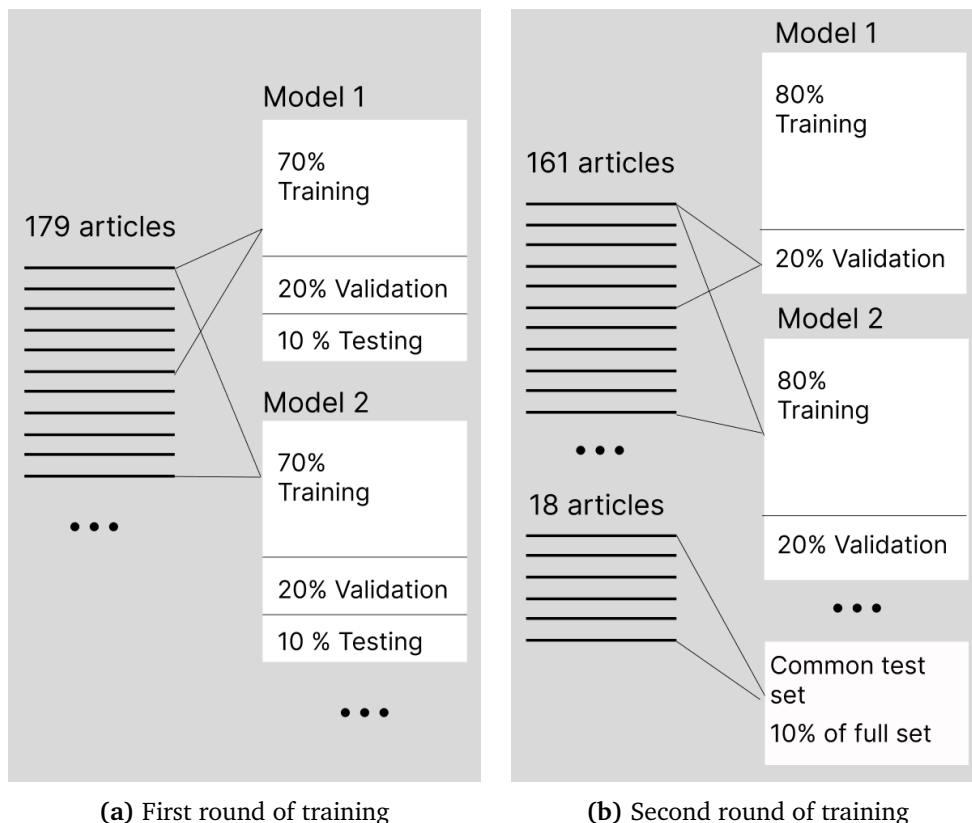 179 articles
Model 1
70%
Training
20% Validation
10 % Testing
Model 2
70%
Training
20% Validation
10 % Testing
(a) First round of training
161 articles
18 articles
Model 1
80%
Training
20% Validation
Model 2
80%
Training
20% Validation
Common test
set
10% of full set
(b) Second round of training